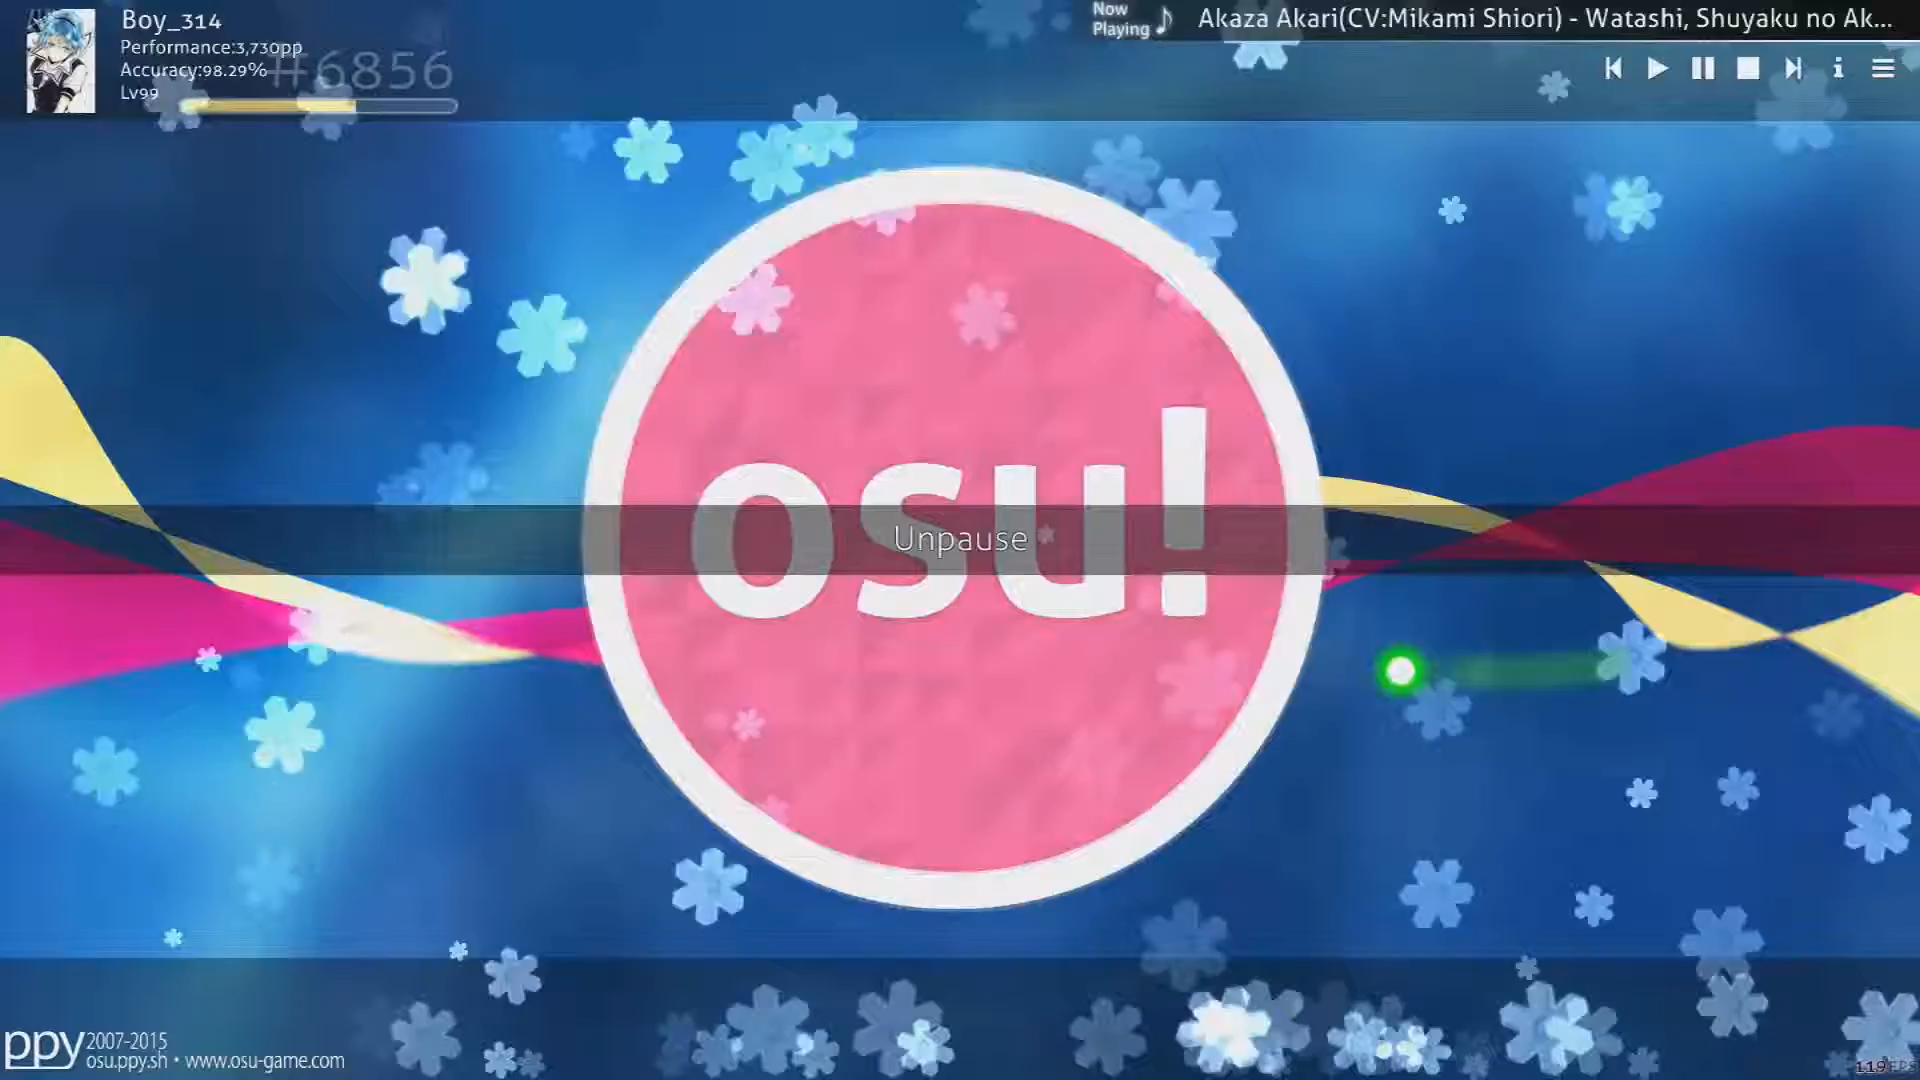 Boy_314
Performance:3,730pp
Accuracy:98.29%
#6856
Lv99
Now
Playing
Akaza Akari(CV:Mikami Shiori) - Watashi, Shuyaku no Ak...
osu!
Unpause
ppy
2007-2015
osu.ppy.sh • www.osu-game.com
119FPS